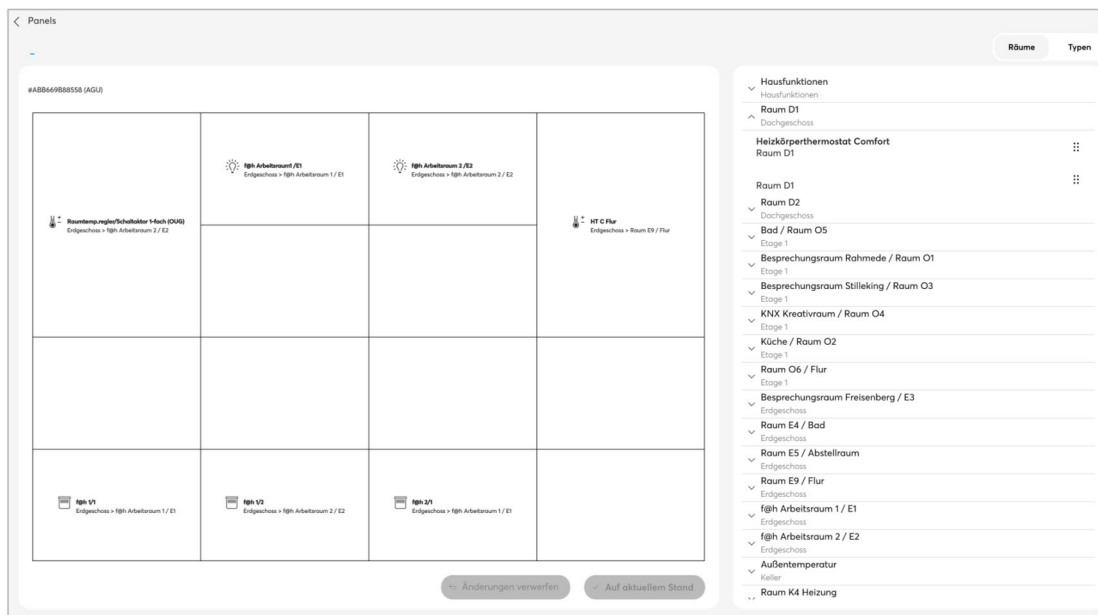 Panels
Räume
Typen
#ABB669B88558 (AGU)
f@h Arbeitsraum1 /E1
Erdgeschoss > f@h Arbeitsraum 1 / E1
f@h Arbeitsraum 2 /E2
Erdgeschoss > f@h Arbeitsraum 2 / E2
Raumtemp.regler/Schaltaktor 1-fach (OUG)
Erdgeschoss > f@h Arbeitsraum 2 / E2
HT C Flur
Erdgeschoss > Raum E9 / Flur
f@h 1/1
Erdgeschoss > f@h Arbeitsraum 1 / E1
f@h 1/2
Erdgeschoss > f@h Arbeitsraum 2 / E2
f@h 2/1
Erdgeschoss > f@h Arbeitsraum 1 / E1
Änderungen verwerfen
Auf aktuellem Stand
Hausfunktionen
Hausfunktionen
Raum D1
Dachgeschoss
Heizkörperthermostat Comfort
Raum D1
Raum D1
Raum D2
Dachgeschoss
Bad / Raum O5
Etage 1
Besprechungsraum Rahmede / Raum O1
Etage 1
Besprechungsraum Stilleking / Raum O3
Etage 1
KNX Kreativraum / Raum O4
Etage 1
Küche / Raum O2
Etage 1
Raum O6 / Flur
Etage 1
Besprechungsraum Freisenberg / E3
Erdgeschoss
Raum E4 / Bad
Erdgeschoss
Raum E5 / Abstellraum
Erdgeschoss
Raum E9 / Flur
Erdgeschoss
f@h Arbeitsraum 1 / E1
Erdgeschoss
f@h Arbeitsraum 2 / E2
Erdgeschoss
Außentemperatur
Keller
Raum K4 Heizung